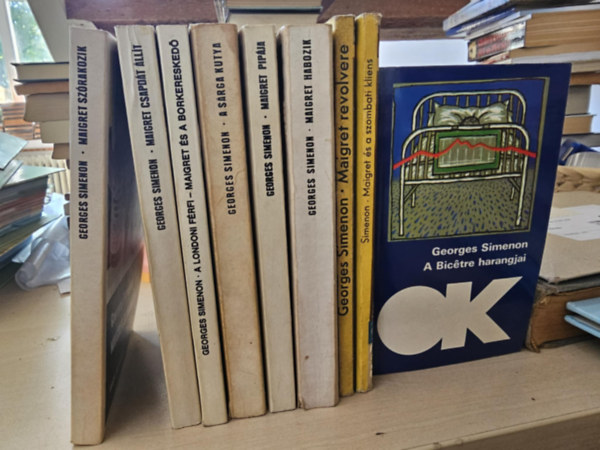 GEORGES SIMENON · MAIGRET SZÓRAKOZIK
GEORGES SIMENON · MAIGRET CSAPDÁT ÁLLÍT
GEORGES SIMENON · A LONDONI FÉRFI – MAIGRET ÉS A BORKERESKEDŐ
GEORGES SIMENON · A SÁRGA KUTYA
GEORGES SIMENON · MAIGRET PIPÁJA
GEORGES SIMENON · MAIGRET HABOZIK
Georges Simenon · Maigret revolvere
Simenon · Maigret és a szombati kliens
Georges Simenon
A Bicêtre harangjai
OK